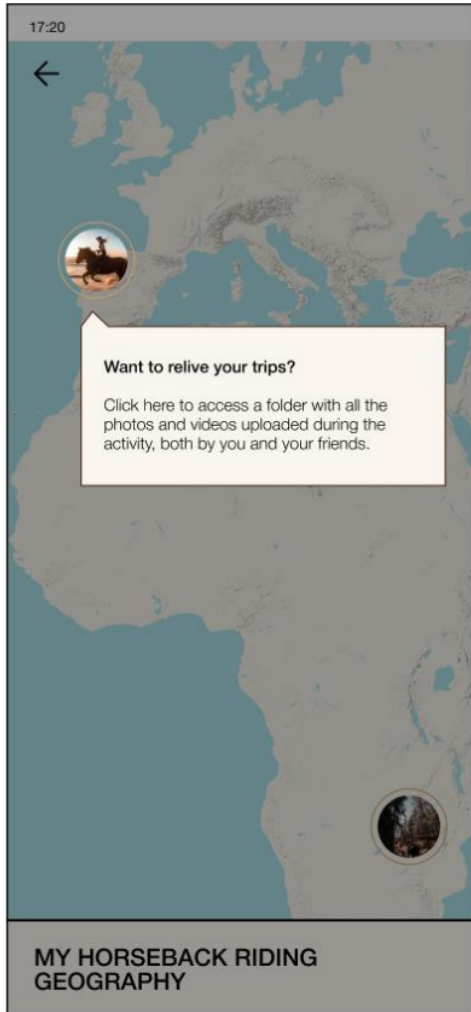 17:20
Want to relive your trips?
Click here to access a folder with all the
photos and videos uploaded during the
activity, both by you and your friends.
MY HORSEBACK RIDING
GEOGRAPHY